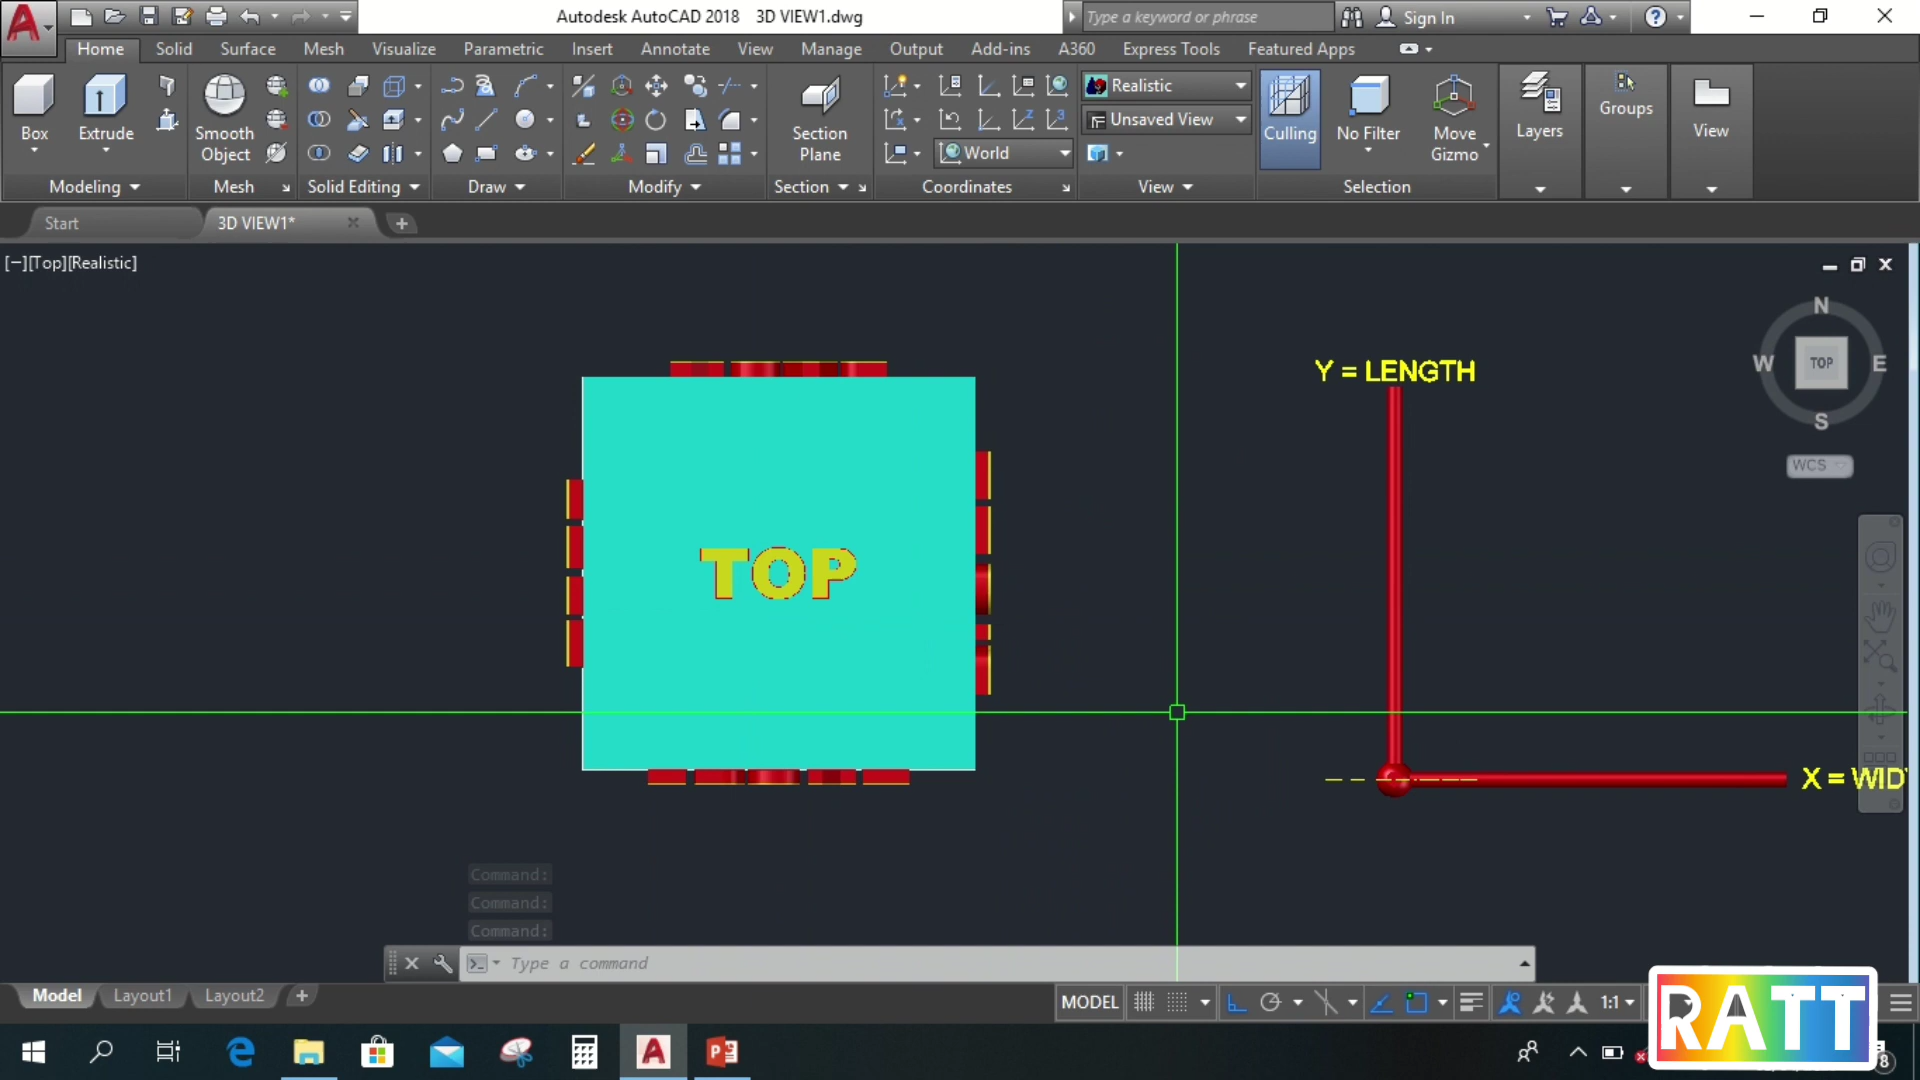 Autodesk AutoCAD 2018   3D VIEW1.dwg
Type a keyword or phrase
Sign In
Home Solid Surface Mesh Visualize Parametric Insert Annotate View Manage Output Add-ins A360 Express Tools Featured Apps
Box
Extrude
Smooth
Object
Section
Plane
Realistic
Unsaved View
World
Culling
No Filter
Move
Gizmo
Layers
Groups
View
Modeling Mesh Solid Editing Draw Modify Section Coordinates View Selection
Start 3D VIEW1*
[−][Top][Realistic]
N
W TOP E
S
WCS
Y = LENGTH
TOP
X = WID
Command:
Command:
Command:
Type a command
Model Layout1 Layout2
MODEL 1:1
RATT
8